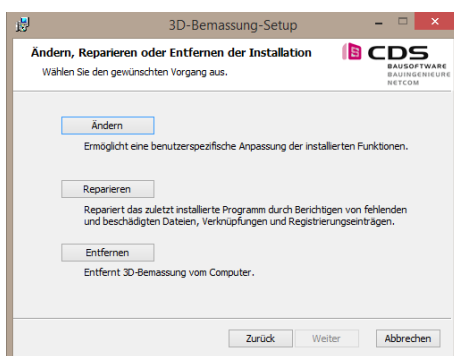 3D-Bemassung-Setup
Ändern, Reparieren oder Entfernen der Installation
Wählen Sie den gewünschten Vorgang aus.
CDS
BAUSOFTWARE
BAUINGENIEURE
NETCOM
Ändern
Ermöglicht eine benutzerspezifische Anpassung der installierten Funktionen.
Reparieren
Repariert das zuletzt installierte Programm durch Berichtigen von fehlenden
und beschädigten Dateien, Verknüpfungen und Registrierungseinträgen.
Entfernen
Entfernt 3D-Bemassung vom Computer.
Zurück Weiter Abbrechen